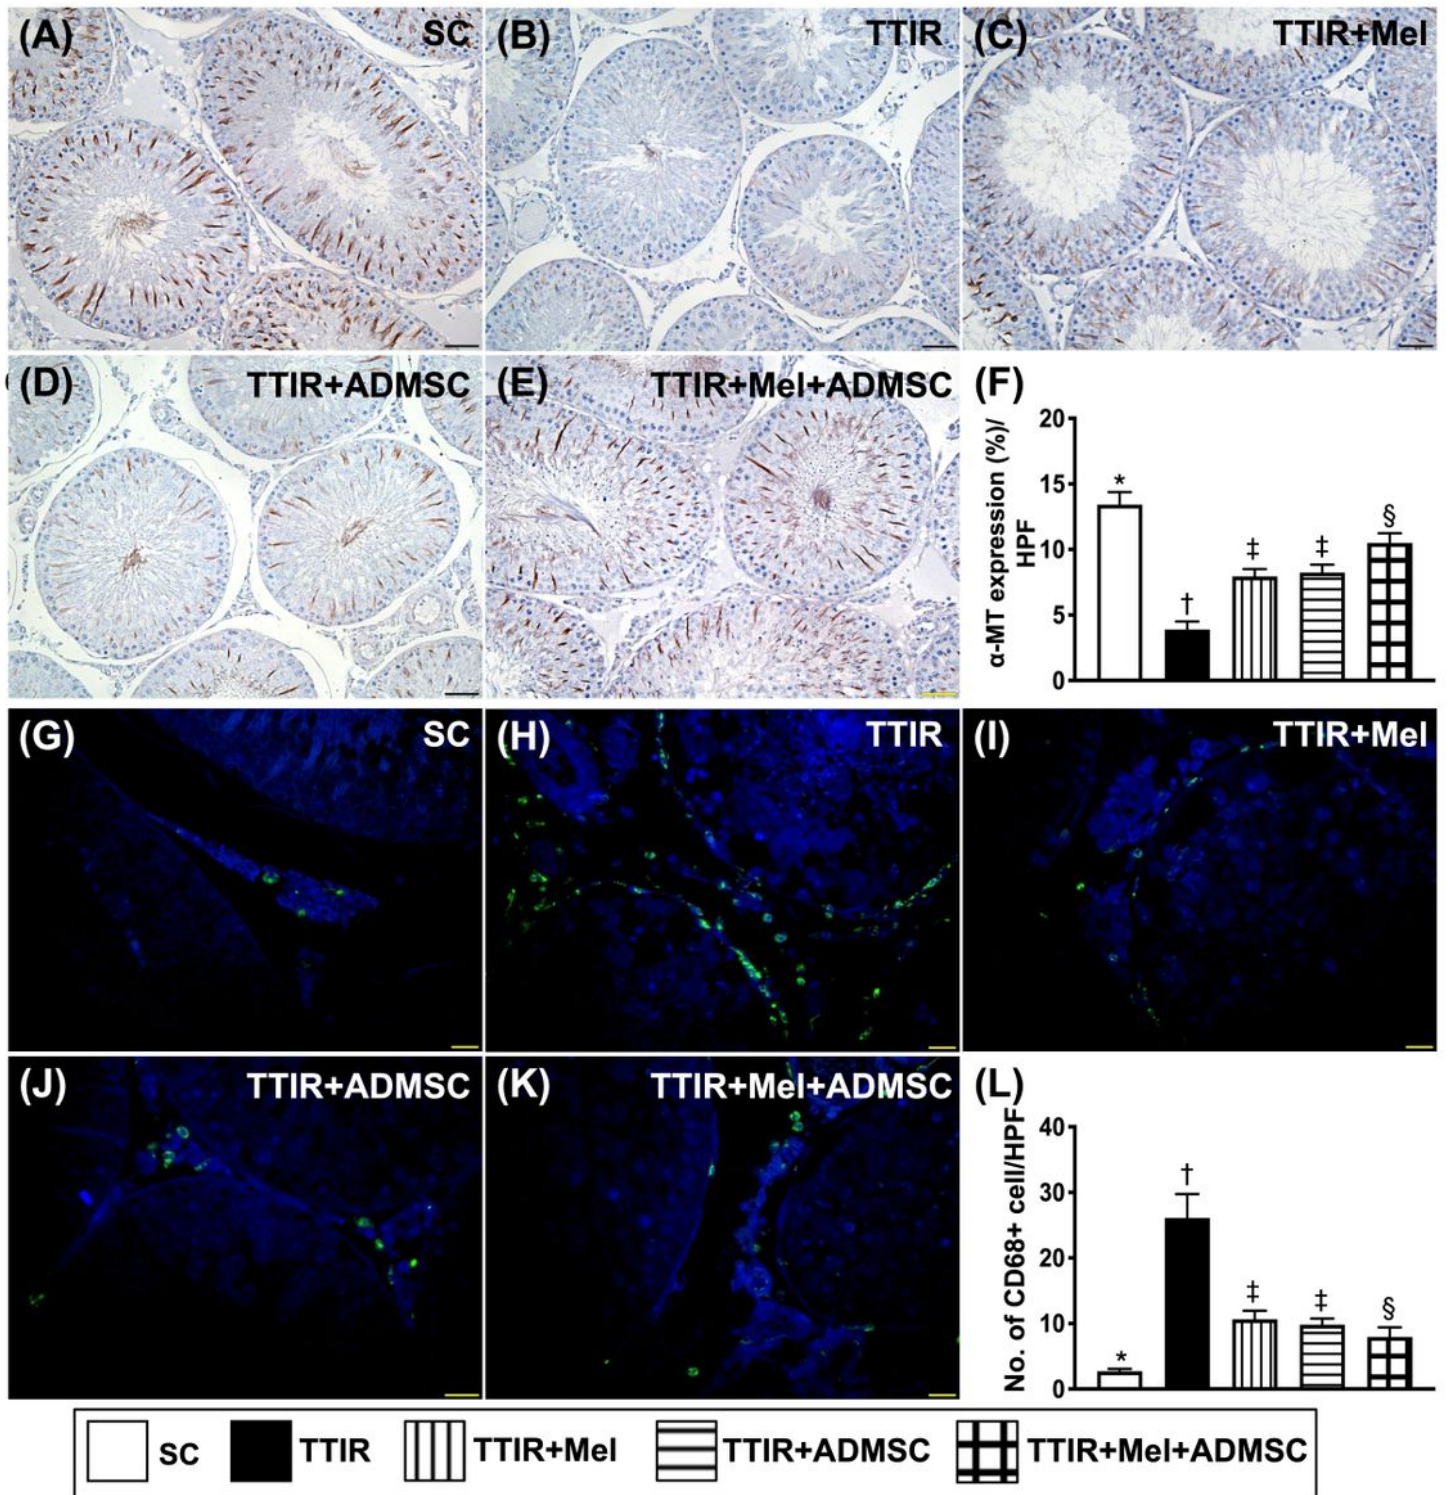 (A) SC
(B) TTIR
(C) TTIR+Mel
(D) TTIR+ADMSC
(E) TTIR+Mel+ADMSC
(F)
α-MT expression (%)/
HPF
20
15
10
5
0
*
†
‡
‡
§
(G) SC
(H) TTIR
(I) TTIR+Mel
(J) TTIR+ADMSC
(K) TTIR+Mel+ADMSC
(L)
No. of CD68+ cell/HPF
40
30
20
10
0
*
†
‡
‡
§
SC TTIR TTIR+Mel TTIR+ADMSC TTIR+Mel+ADMSC